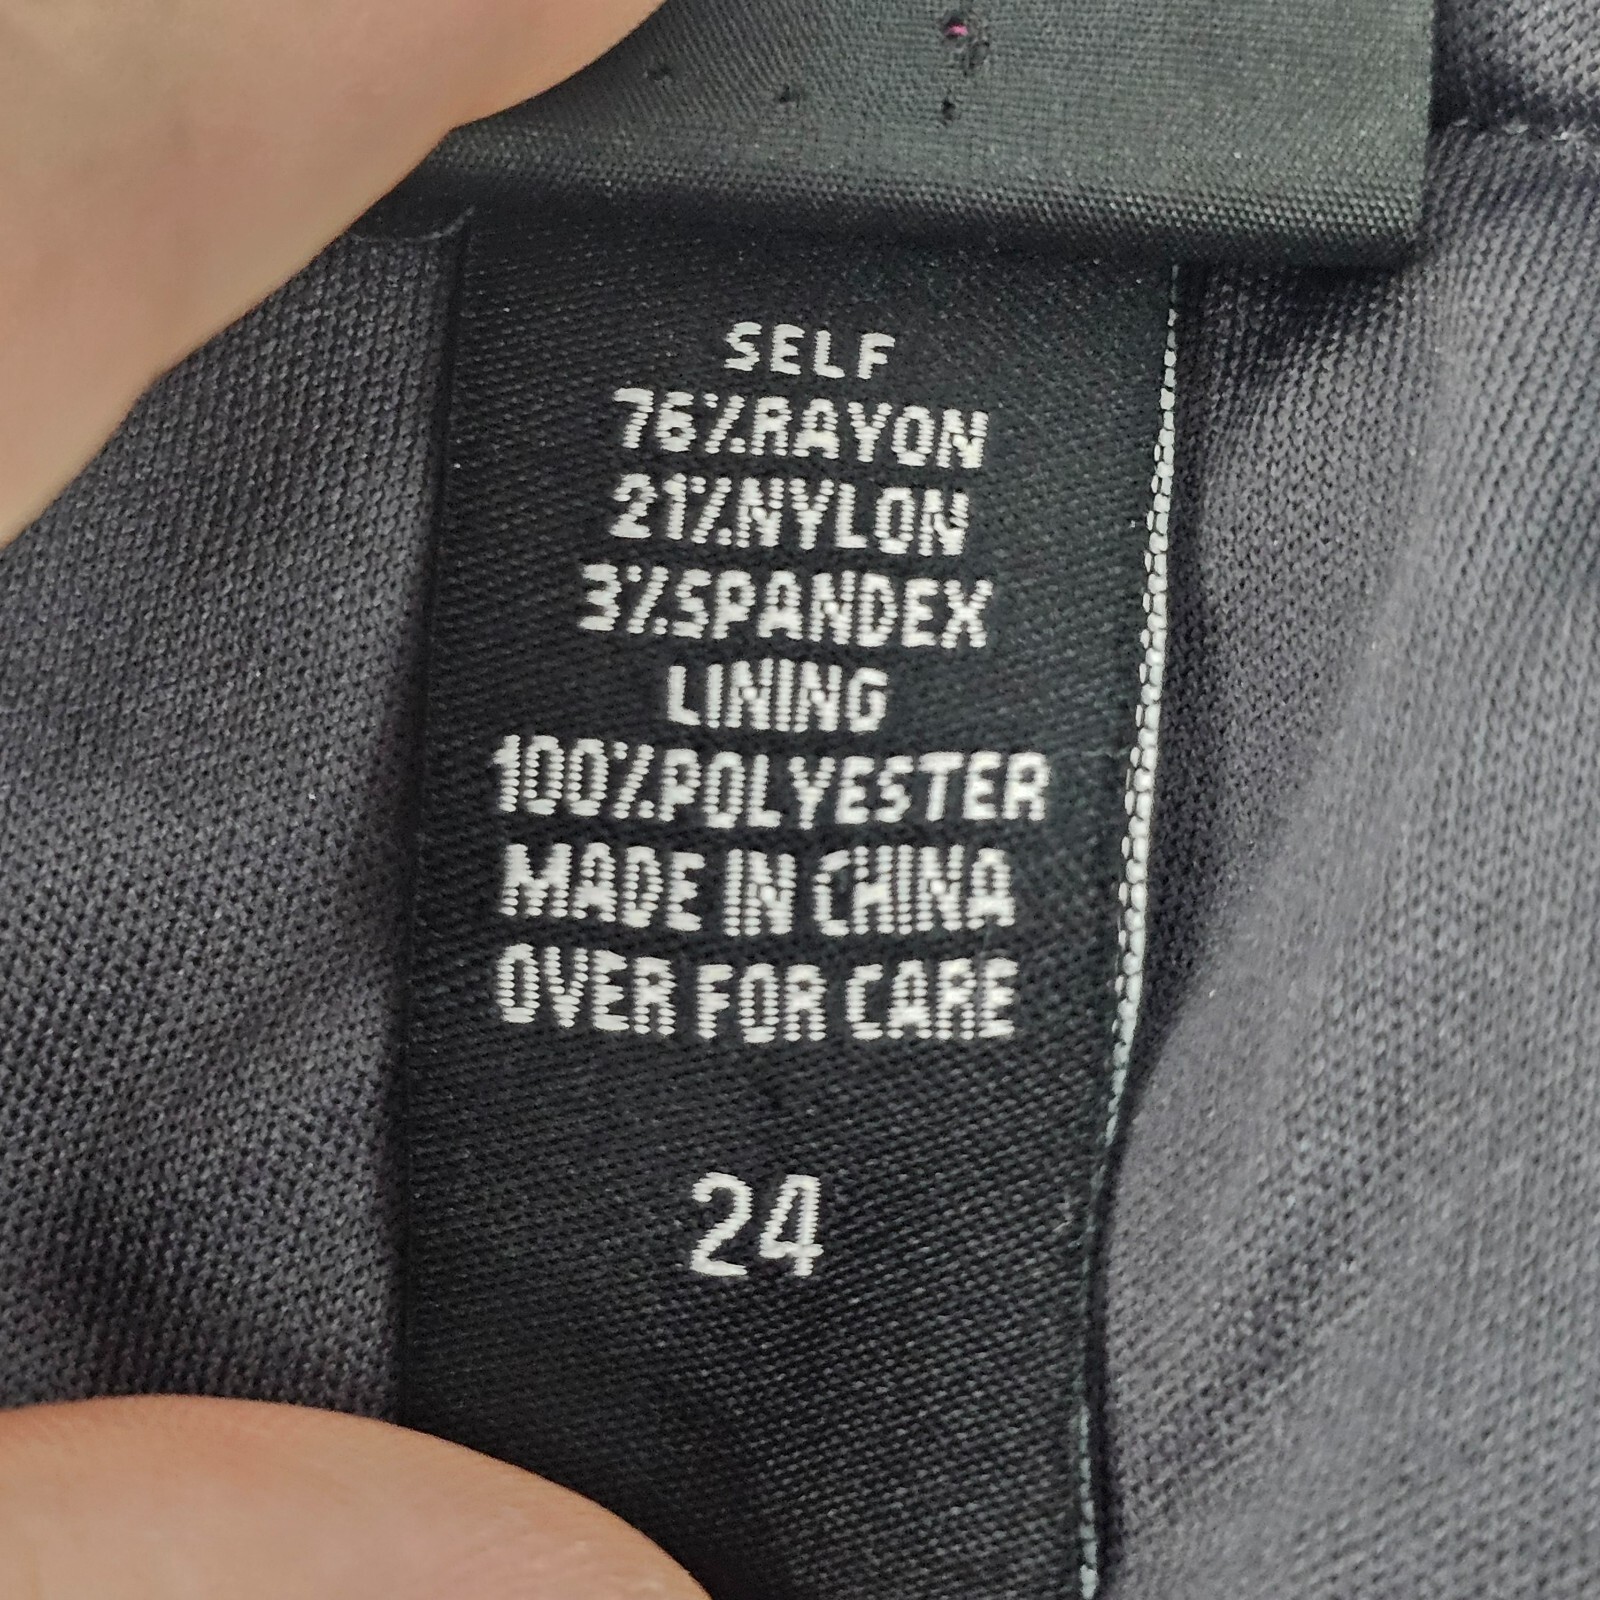 SELF
76%RAYON
21%NYLON
3%SPANDEX
LINING
100%POLYESTER
MADE IN CHINA
OVER FOR CARE
24